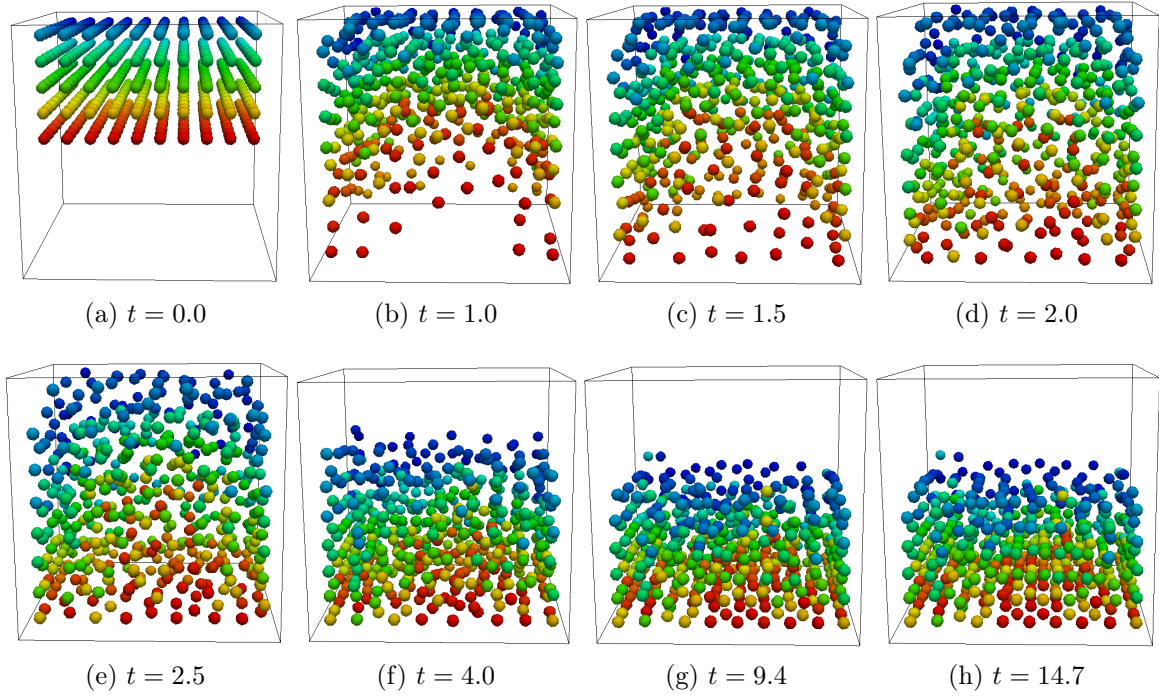 (a) t = 0.0
(b) t = 1.0
(c) t = 1.5
(d) t = 2.0
(e) t = 2.5
(f) t = 4.0
(g) t = 9.4
(h) t = 14.7